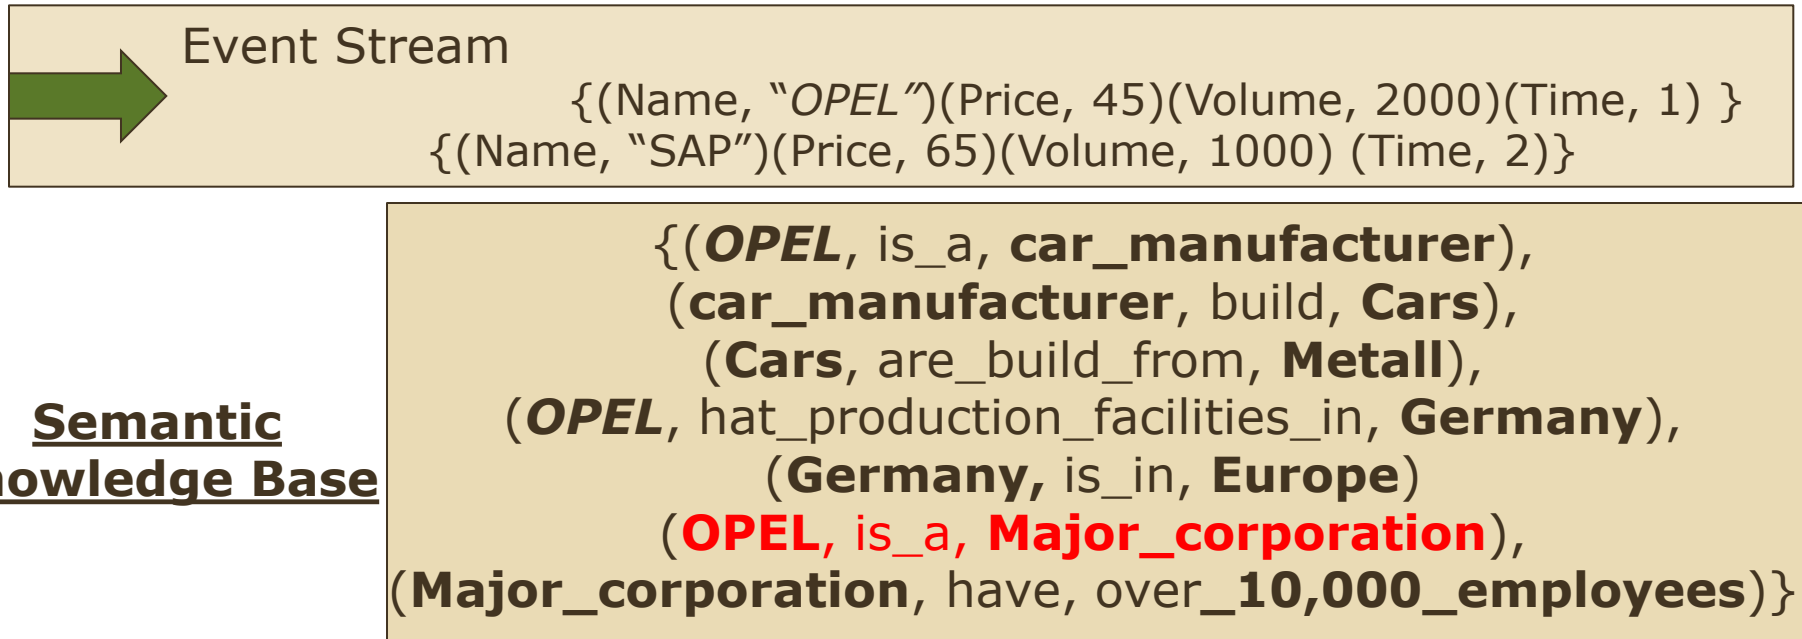 Event Stream
{(Name, “OPEL”)(Price, 45)(Volume, 2000)(Time, 1) }
{(Name, “SAP”)(Price, 65)(Volume, 1000) (Time, 2)}
{(OPEL, is_a, car_manufacturer),
(car_manufacturer, build, Cars),
(Cars, are_build_from, Metall),
(OPEL, hat_production_facilities_in, Germany),
(Germany, is_in, Europe)
(OPEL, is_a, Major_corporation),
(Major_corporation, have, over_10,000_employees)}
Semantic
nowledge Base